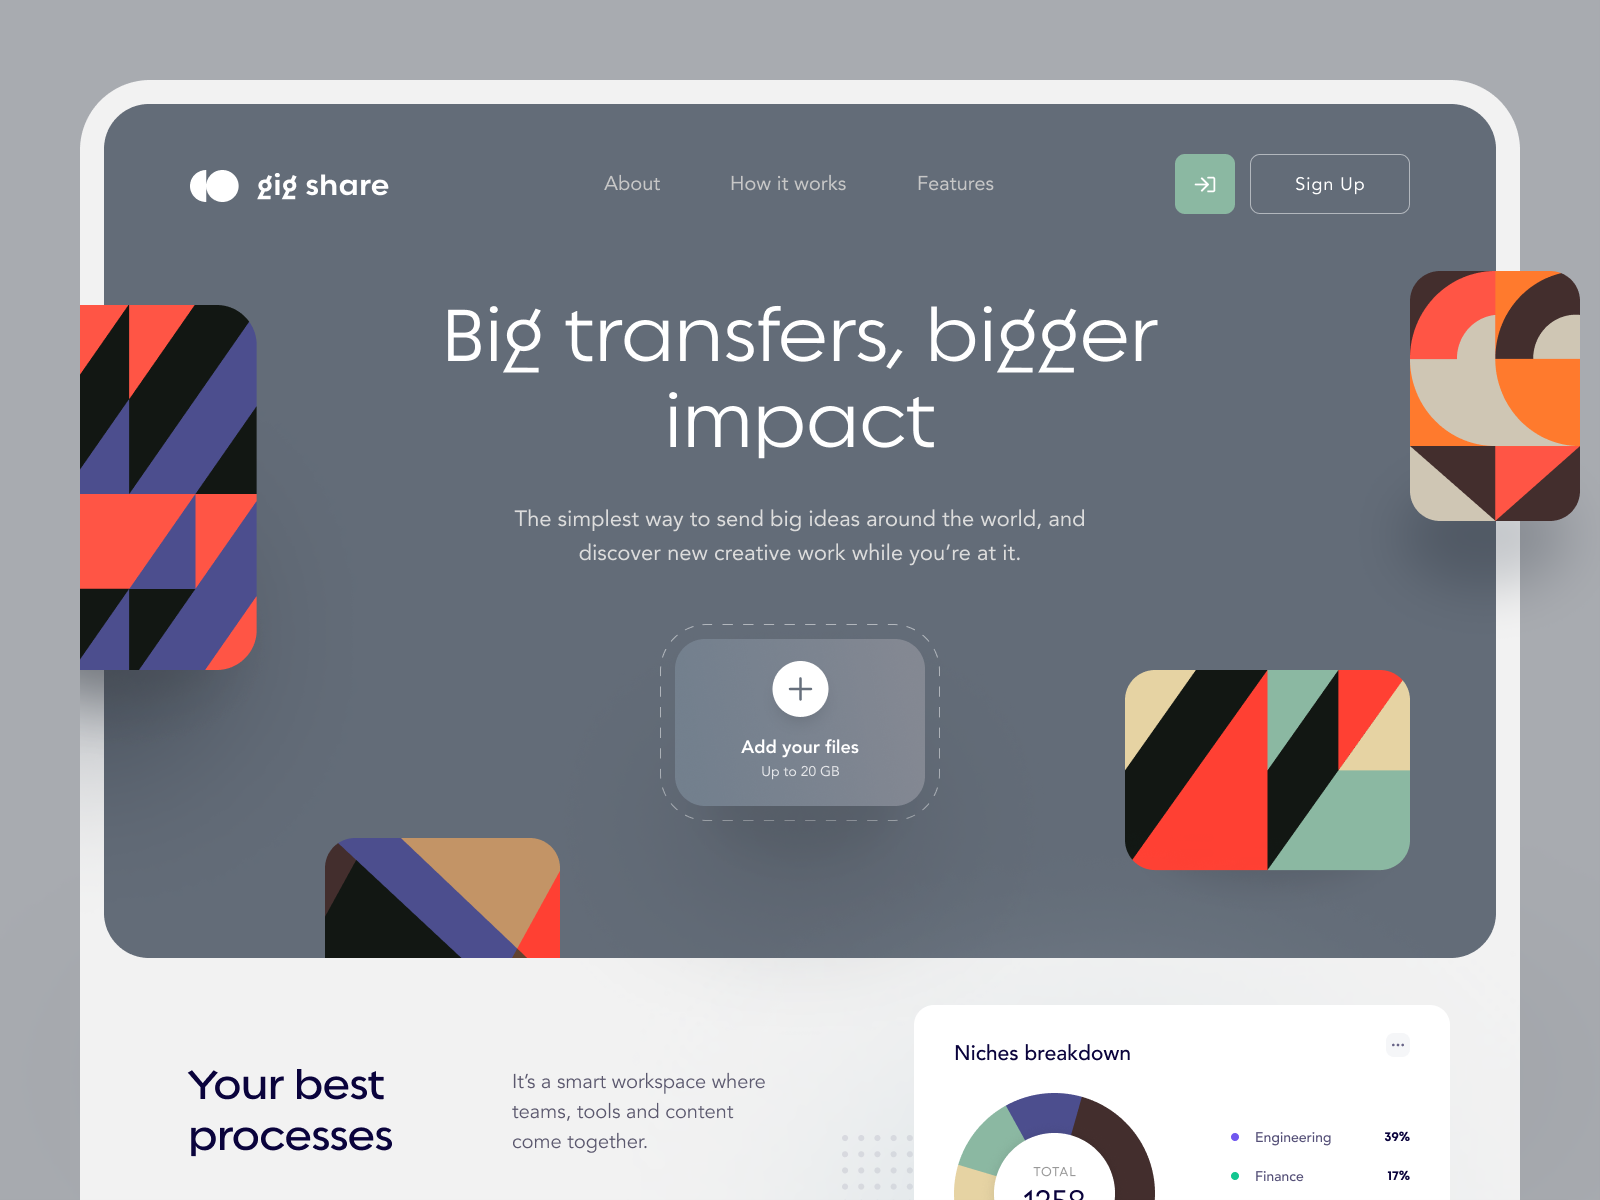 gig share
About
How it works
Features
Sign Up
Big transfers, bigger
impact
The simplest way to send big ideas around the world, and
discover new creative work while you’re at it.
Add your files
Up to 20 GB
Your best
processes
It’s a smart workspace where
teams, tools and content
come together.
Niches breakdown
TOTAL
1258
Engineering 39%
Finance 17%